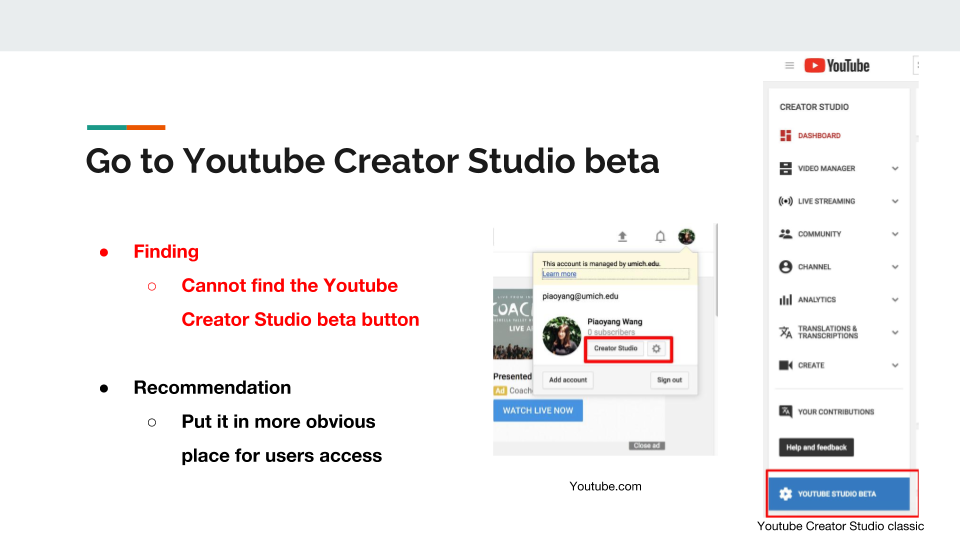 Go to Youtube Creator Studio beta
● Finding
○ Cannot find the Youtube
Creator Studio beta button
● Recommendation
○ Put it in more obvious
place for users access
This account is managed by umich.edu.
Learn more
piaoyang@umich.edu
Piaoyang Wang
0 subscribers
Creator Studio
Add account
Sign out
COAC
LIVE
Presented
Ad Coach
WATCH LIVE NOW
Close ad
Youtube.com
YouTube
CREATOR STUDIO
DASHBOARD
VIDEO MANAGER
LIVE STREAMING
COMMUNITY
CHANNEL
ANALYTICS
TRANSLATIONS &
TRANSCRIPTIONS
CREATE
YOUR CONTRIBUTIONS
Help and feedback
YOUTUBE STUDIO BETA
Youtube Creator Studio classic